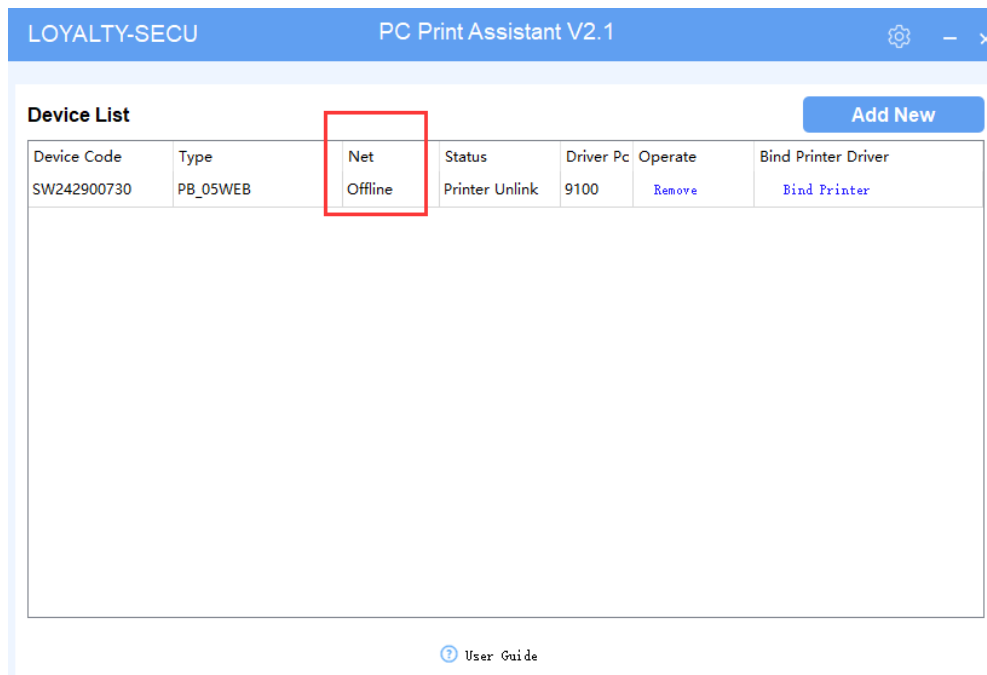 LOYALTY-SECU PC Print Assistant V2.1
Device List Add New
Device Code Type Net Status Driver Pc Operate Bind Printer Driver
SW242900730 PB_05WEB Offline Printer Unlink 9100 Remove Bind Printer
? User Guide